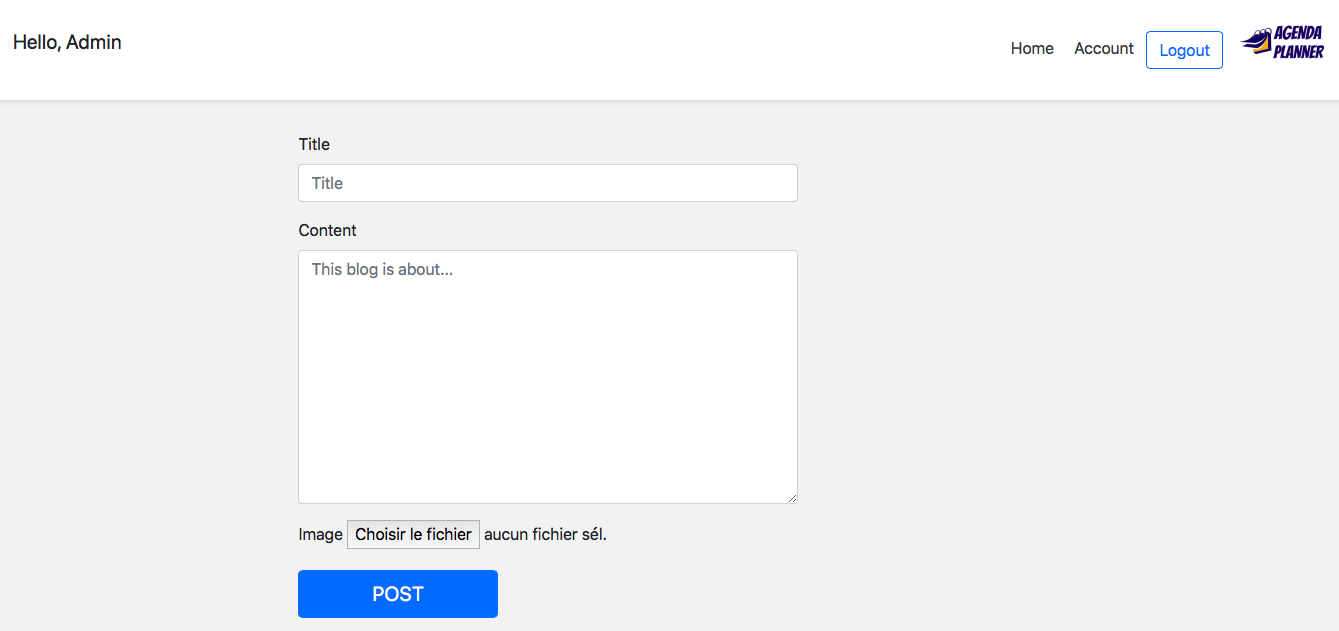 Hello, Admin
Home Account Logout
AGENDA
PLANNER
Title
Title
Content
This blog is about...
Image Choisir le fichier aucun fichier sél.
POST